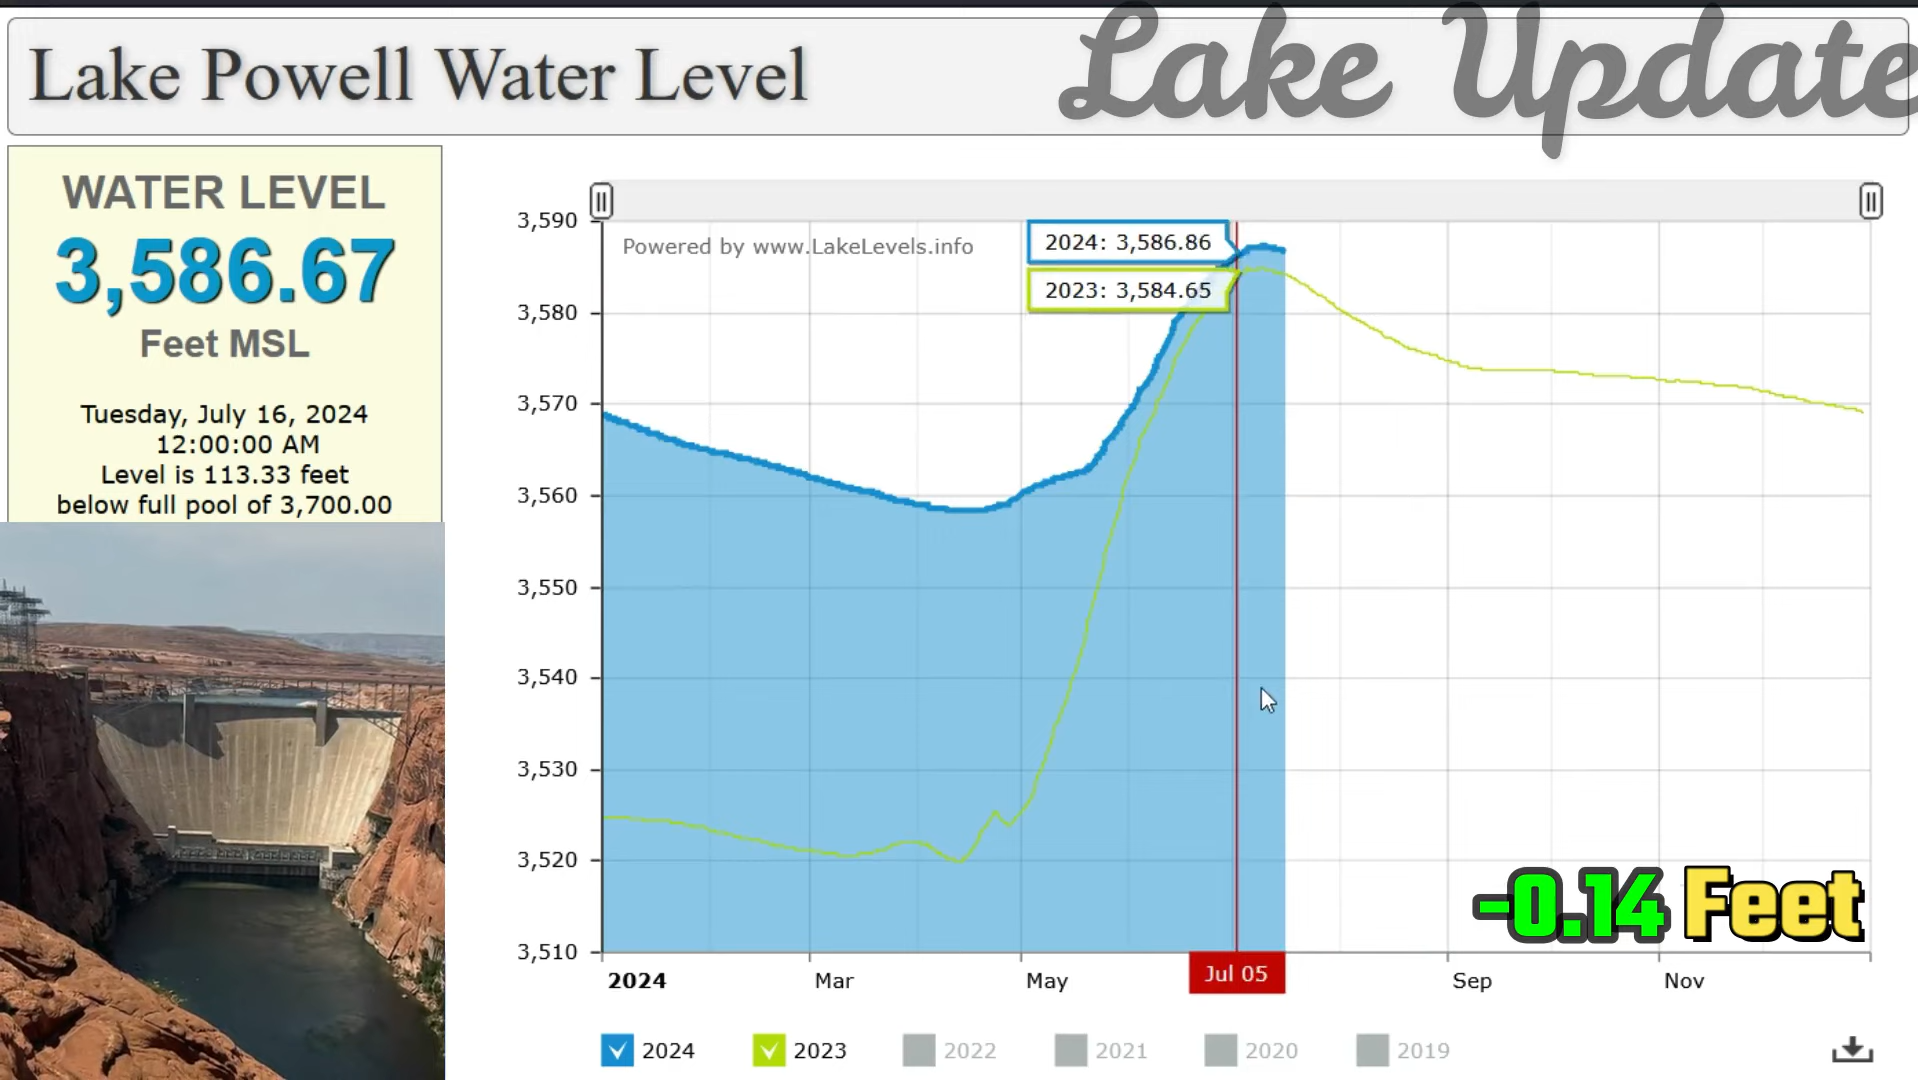 Lake Powell Water Level
Lake Update
WATER LEVEL
3,586.67
Feet MSL
Tuesday, July 16, 2024
12:00:00 AM
Level is 113.33 feet
below full pool of 3,700.00
Powered by www.LakeLevels.info
2024: 3,586.86
2023: 3,584.65
3,590
3,580
3,570
3,560
3,550
3,540
3,530
3,520
3,510
2024
Mar
May
Jul 05
Sep
Nov
-0.14 Feet
2024
2023
2022
2021
2020
2019